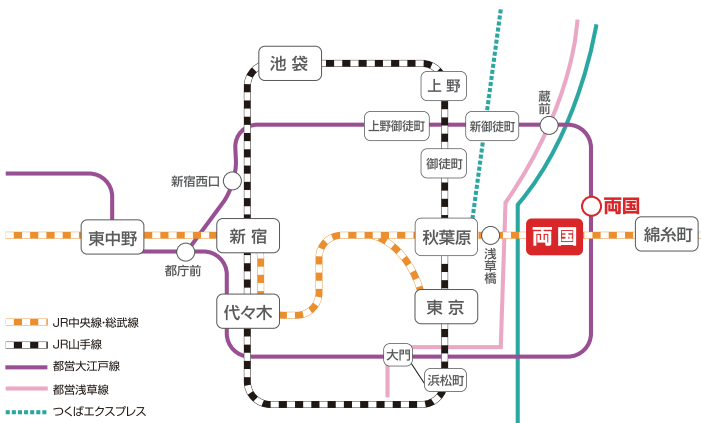 池袋
上野
蔵前
上野御徒町
新御徒町
御徒町
新宿西口
両国
東中野
新宿
秋葉原
浅草橋
両国
綿糸町
都庁前
代々木
東京
大門
浜松町
JR中央線・総武線
JR山手線
都営大江戸線
都営浅草線
つくばエクスプレス